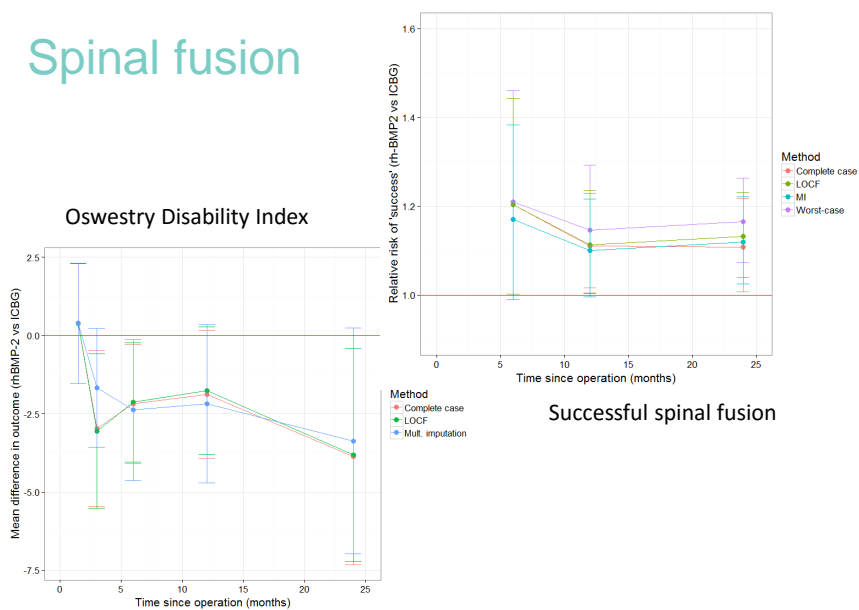 Spinal fusion
Relative risk of 'success' (rh-BMP2 vs ICBG)
1.6
1.4
1.2
1.0
0
5
10
15
20
25
Time since operation (months)
Method
Complete case
LOCF
MI
Worst-case
Successful spinal fusion
Oswestry Disability Index
Mean difference in outcome (rhBMP-2 vs ICBG)
2.5
0.0
-2.5
-5.0
-7.5
0
5
10
15
20
25
Time since operation (months)
Method
Complete case
LOCF
Mult. imputation